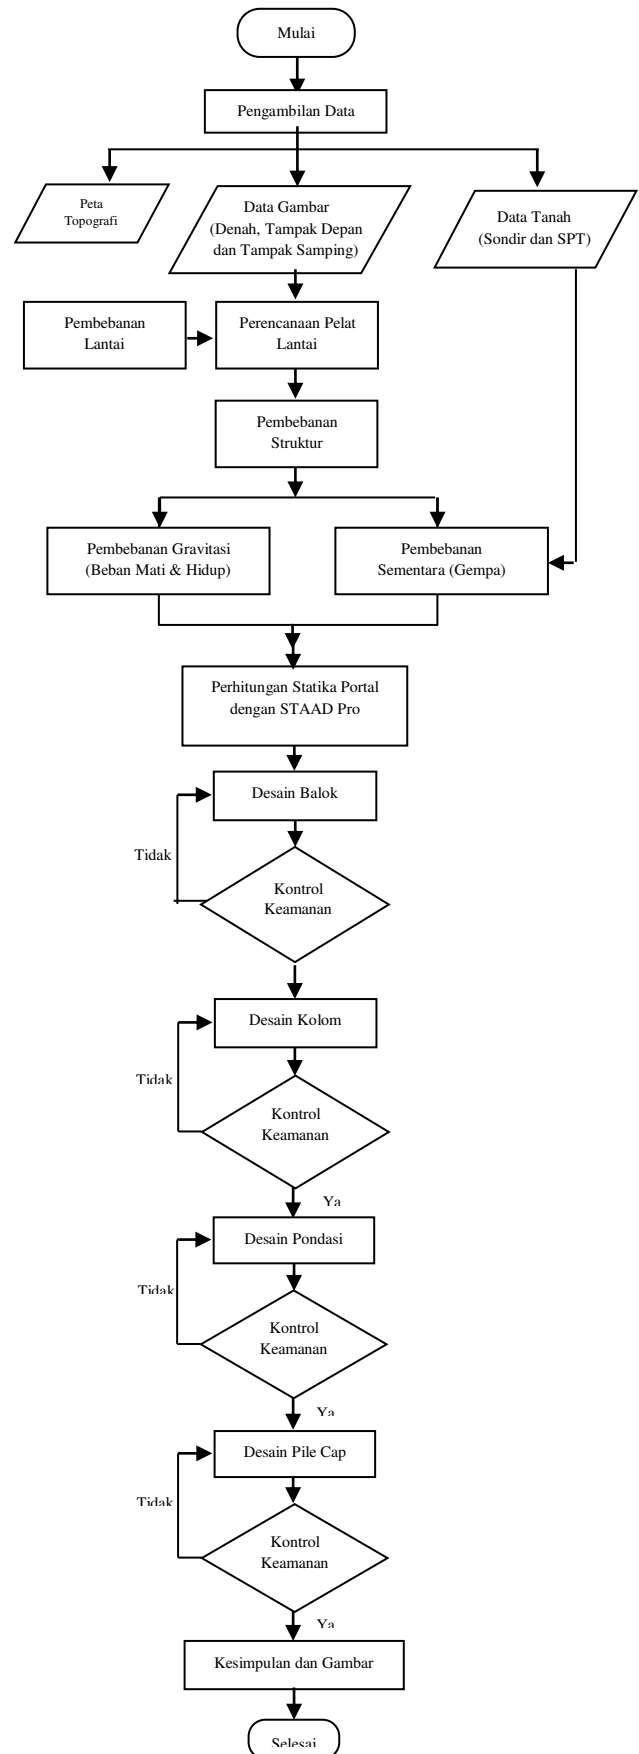 Mulai
Pengambilan Data
Peta
Topografi
Data Gambar
(Denah, Tampak Depan
dan Tampak Samping)
Data Tanah
(Sondir dan SPT)
Pembebanan
Lantai
Perencanaan Pelat
Lantai
Pembebanan
Struktur
Pembebanan Gravitasi
(Beban Mati & Hidup)
Pembebanan
Sementara (Gempa)
Perhitungan Statika Portal
dengan STAAD Pro
Desain Balok
Tidak
Kontrol
Keamanan
Desain Kolom
Tidak
Kontrol
Keamanan
Ya
Desain Pondasi
Tidak
Kontrol
Keamanan
Ya
Desain Pile Cap
Tidak
Kontrol
Keamanan
Ya
Kesimpulan dan Gambar
Selesai